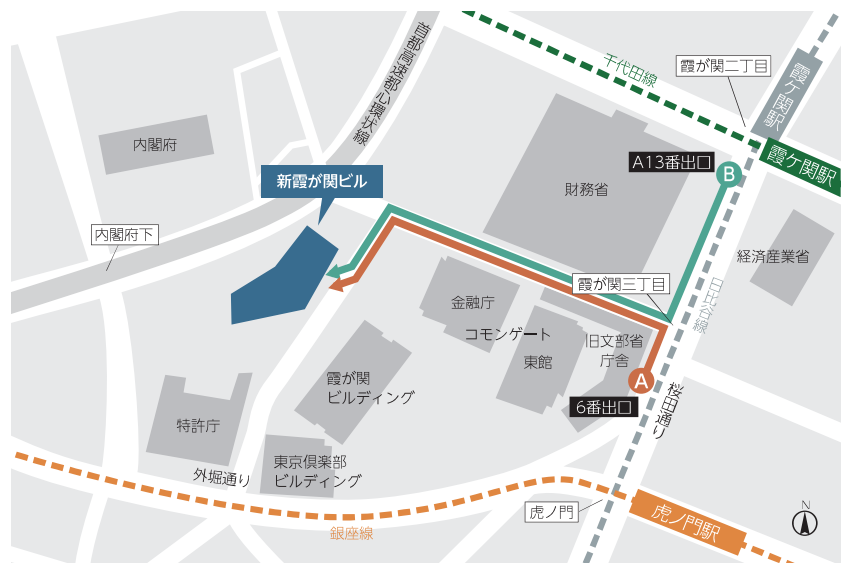 首都高速都心環状線
千代田線
霞が関二丁目
霞ケ関駅
霞ケ関駅
A13番出口
B
内閣府
新霞が関ビル
財務省
内閣府下
経済産業省
霞が関三丁目
日比谷線
金融庁
コモンゲート
東館
旧文部省
庁舎
A
6番出口
桜田通り
霞が関
ビルディング
特許庁
東京倶楽部
ビルディング
外堀通り
銀座線
虎ノ門
虎ノ門駅
N